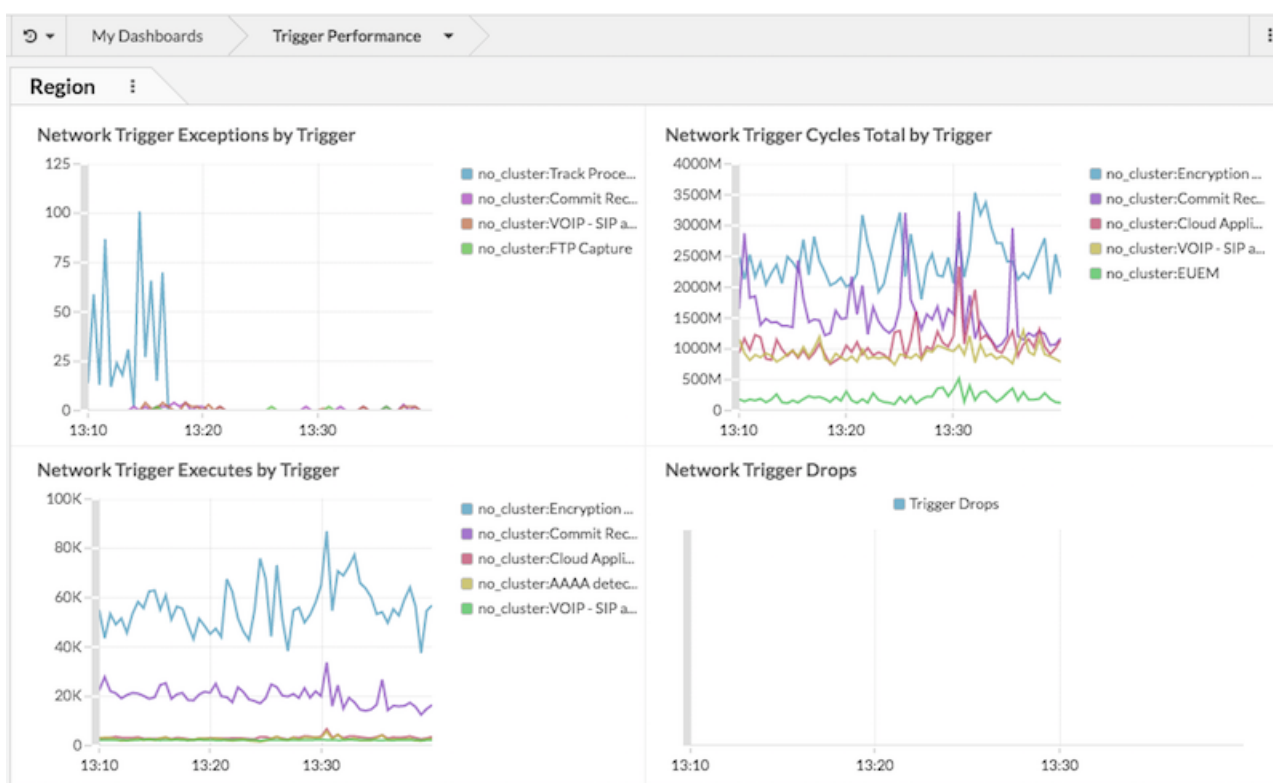 My Dashboards
Trigger Performance
Region
Network Trigger Exceptions by Trigger
125
100
75
50
25
0
13:10
13:20
13:30
no_cluster:Track Proce...
no_cluster:Commit Rec...
no_cluster:VOIP - SIP a...
no_cluster:FTP Capture
Network Trigger Cycles Total by Trigger
4000M
3500M
3000M
2500M
2000M
1500M
1000M
500M
0
13:10
13:20
13:30
no_cluster:Encryption ...
no_cluster:Commit Rec...
no_cluster:Cloud Appli...
no_cluster:VOIP - SIP a...
no_cluster:EUEM
Network Trigger Executes by Trigger
100K
80K
60K
40K
20K
0
13:10
13:20
13:30
no_cluster:Encryption ...
no_cluster:Commit Rec...
no_cluster:Cloud Appli...
no_cluster:AAAA detec...
no_cluster:VOIP - SIP a...
Network Trigger Drops
Trigger Drops
13:10
13:20
13:30